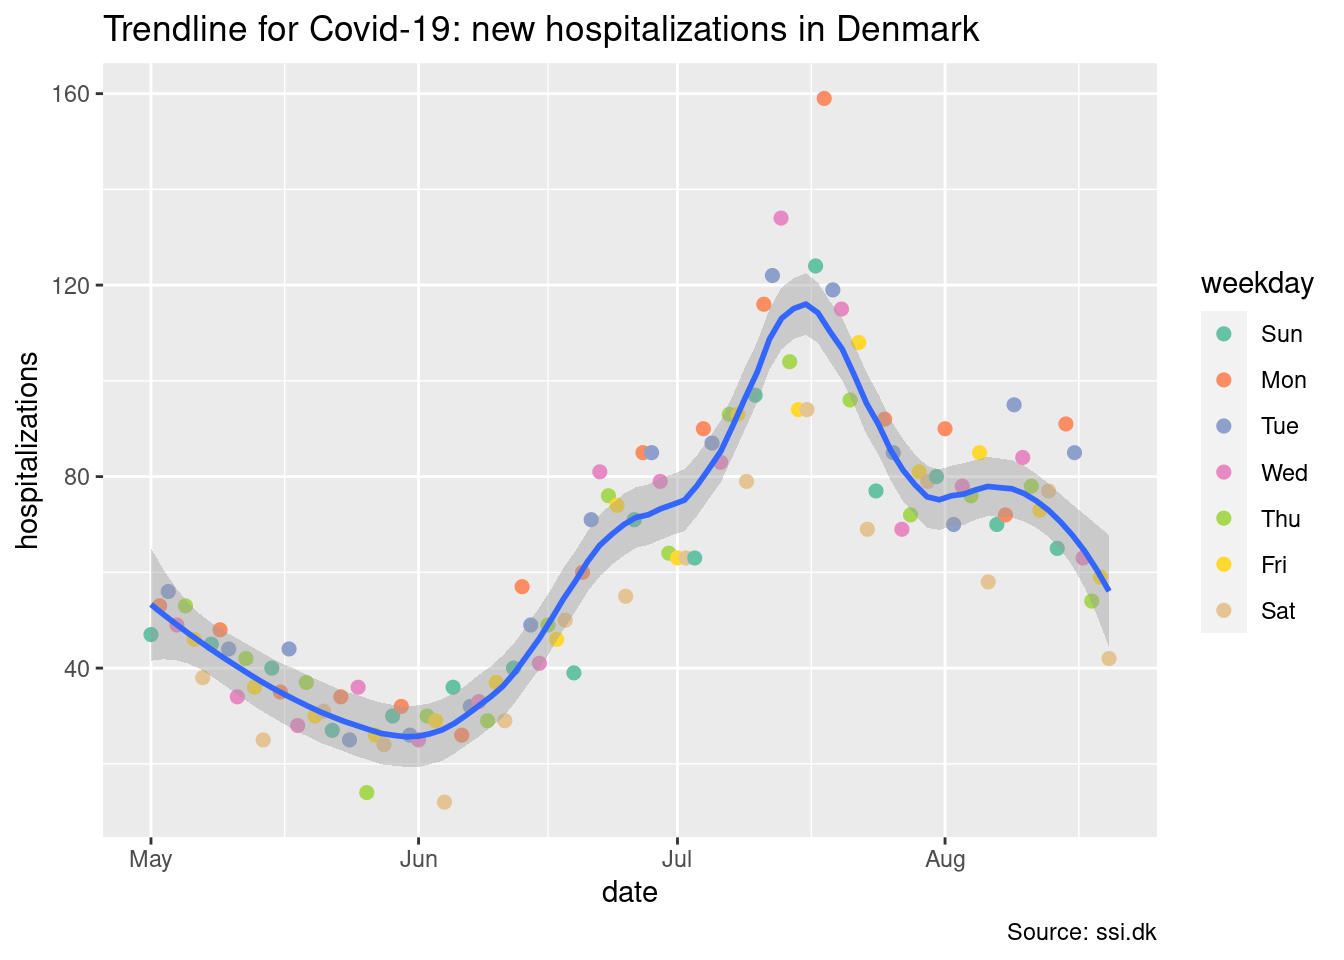 Trendline for Covid-19: new hospitalizations in Denmark
160
120
80
40
hospitalizations
May Jun Jul Aug
date
weekday
Sun
Mon
Tue
Wed
Thu
Fri
Sat
Source: ssi.dk